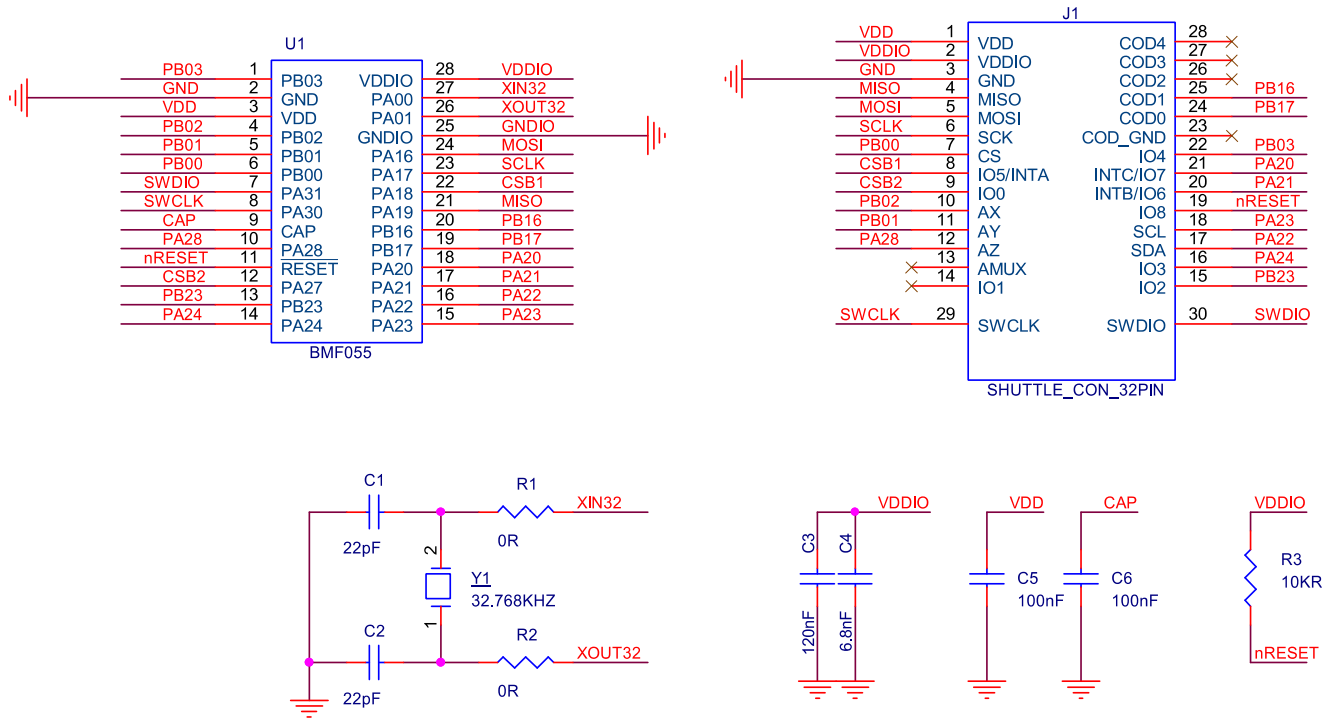 U1
PB03 1 PB03 VDDIO 28 VDDIO
GND 2 GND PA00 27 XIN32
VDD 3 VDD PA01 26 XOUT32
PB02 4 PB02 GNDIO 25 GNDIO
PB01 5 PB01 PA16 24 MOSI
PB00 6 PB00 PA17 23 SCLK
SWDIO 7 PA31 PA18 22 CSB1
SWCLK 8 PA30 PA19 21 MISO
CAP 9 CAP PB16 20 PB16
PA28 10 PA28 PB17 19 PB17
nRESET 11 RESET PA20 18 PA20
CSB2 12 PA27 PA21 17 PA21
PB23 13 PB23 PA22 16 PA22
PA24 14 PA24 PA23 15 PA23
BMF055
J1
VDD 1 VDD COD4 28
VDDIO 2 VDDIO COD3 27
GND 3 GND COD2 26
MISO 4 MISO COD1 25 PB16
MOSI 5 MOSI COD0 24 PB17
SCLK 6 SCK COD_GND 23
PB00 7 CS IO4 22 PB03
CSB1 8 IO5/INTA INTC/IO7 21 PA20
CSB2 9 IO0 INTB/IO6 20 PA21
PB02 10 AX IO8 19 nRESET
PB01 11 AY SCL 18 PA23
PA28 12 AZ SDA 17 PA22
13 AMUX IO3 16 PA24
14 IO1 IO2 15 PB23
SWCLK 29 SWCLK SWDIO 30 SWDIO
SHUTTLE_CON_32PIN
C1
22pF
R1
0R
XIN32
2
Y1
32.768KHZ
1
C2
22pF
R2
0R
XOUT32
VDDIO
C3
120nF
C4
6.8nF
VDD
C5
100nF
CAP
C6
100nF
VDDIO
R3
10KR
nRESET